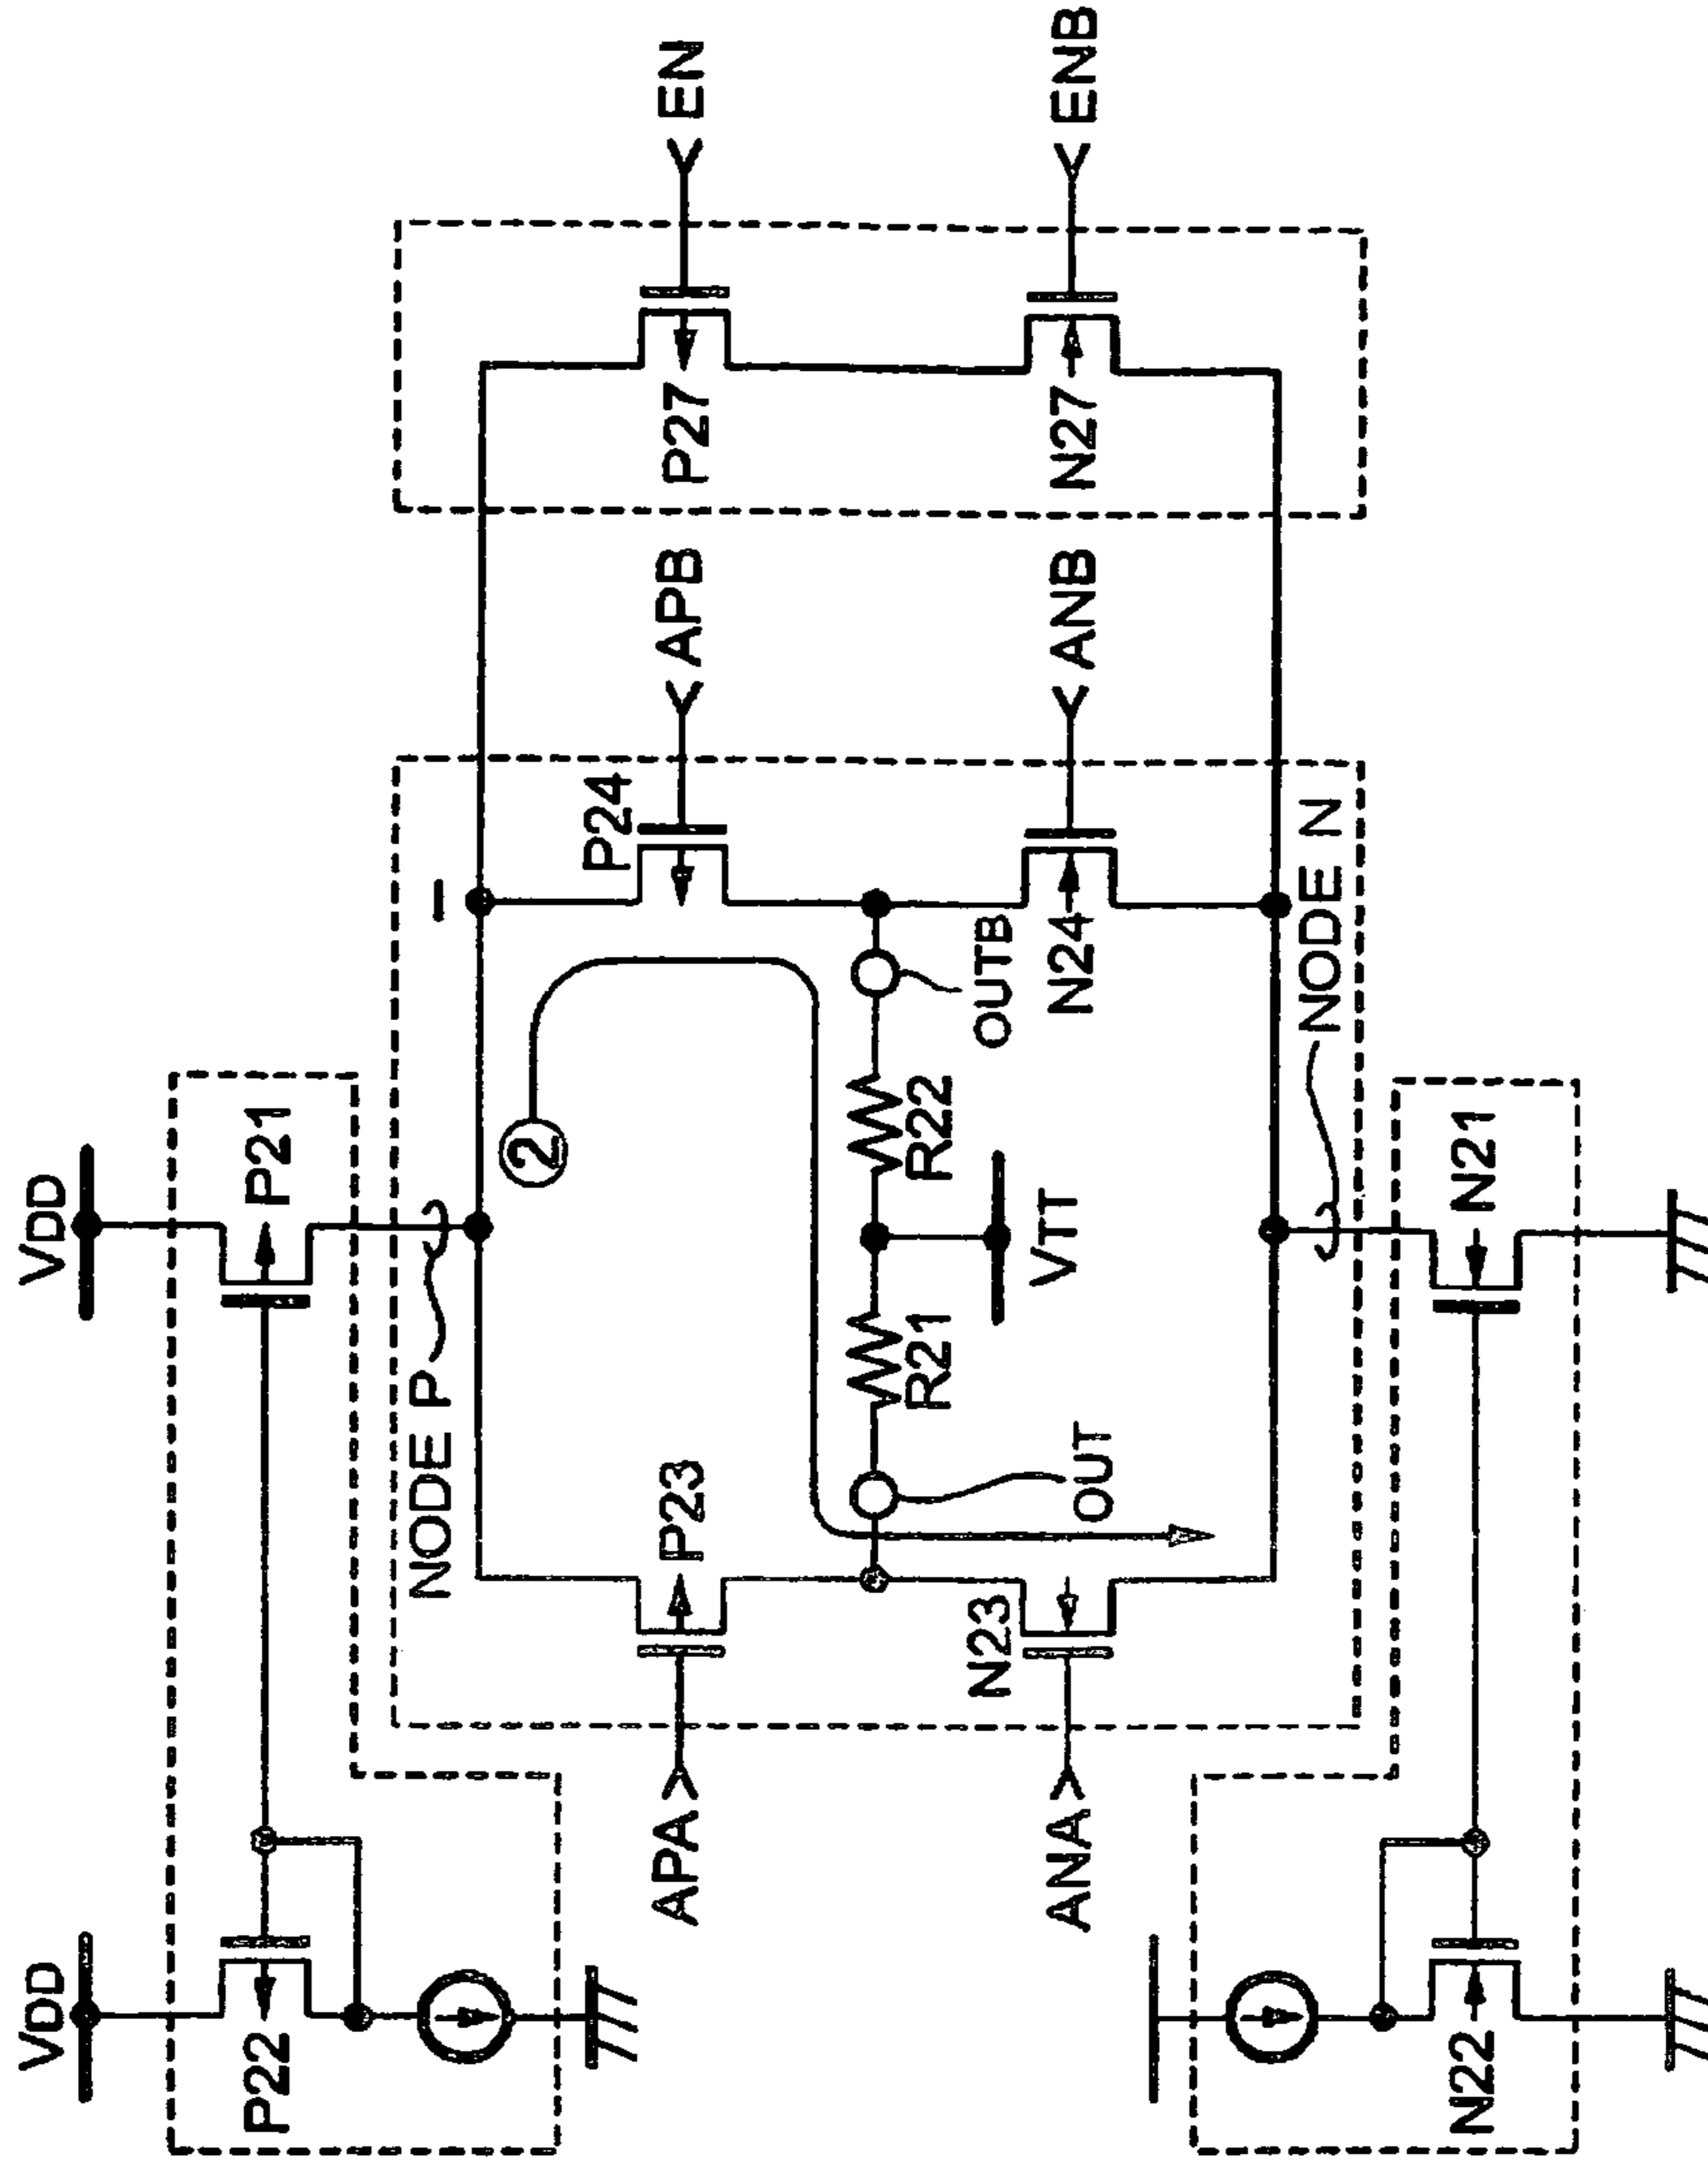 VDD
VDD
P22
P21
NODE P
APA >
P23
②
P24
< APB
P27
< EN
R21
R22
VTT
OUT
OUTB
ANA >
N23
N24
< ANB
N27
< ENB
NODE N
N22
N21